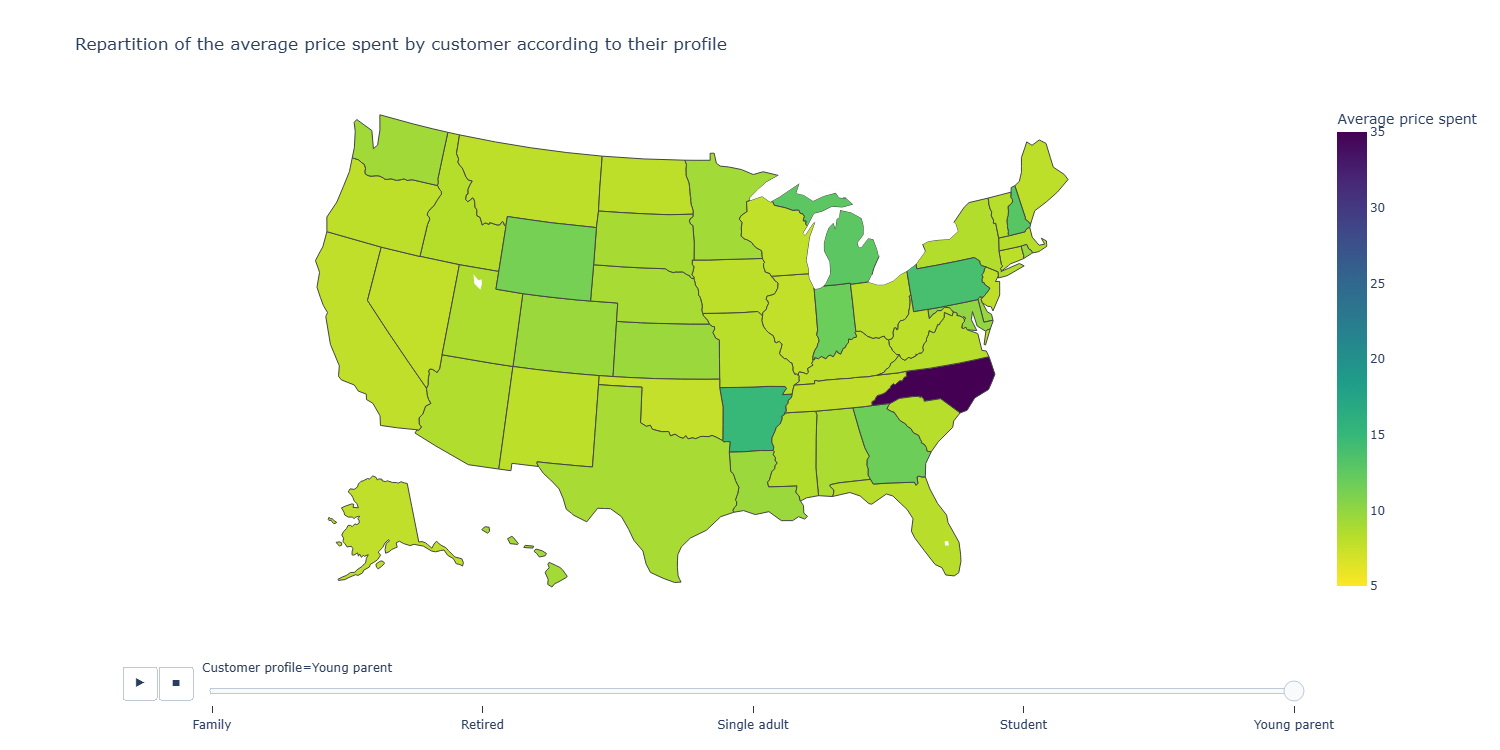 Repartition of the average price spent by customer according to their profile
Average price spent
35
30
25
20
15
10
5
Customer profile=Young parent
Family
Retired
Single adult
Student
Young parent